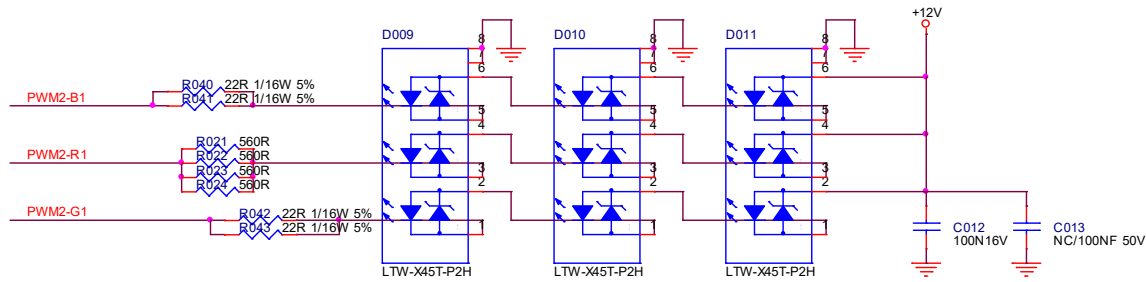 +12V
D009
D010
D011
8
7
6
8
7
6
8
7
6
PWM2-B1
R040 22R 1/16W 5%
R041 22R 1/16W 5%
5
4
5
4
5
4
PWM2-R1
R021 560R
R022 560R
R023 560R
R024 560R
3
2
3
2
3
2
PWM2-G1
R042 22R 1/16W 5%
R043 22R 1/16W 5%
1
1
1
C012
100N16V
C013
NC/100NF 50V
LTW-X45T-P2H
LTW-X45T-P2H
LTW-X45T-P2H